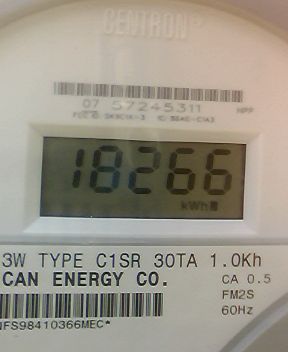 CENTRON®
07 57245311
18266
kWh
3W TYPE C1SR 30TA 1.0Kh
CAN ENERGY CO. CA 0.5
FM2S
60Hz
NFS98410366MEC*